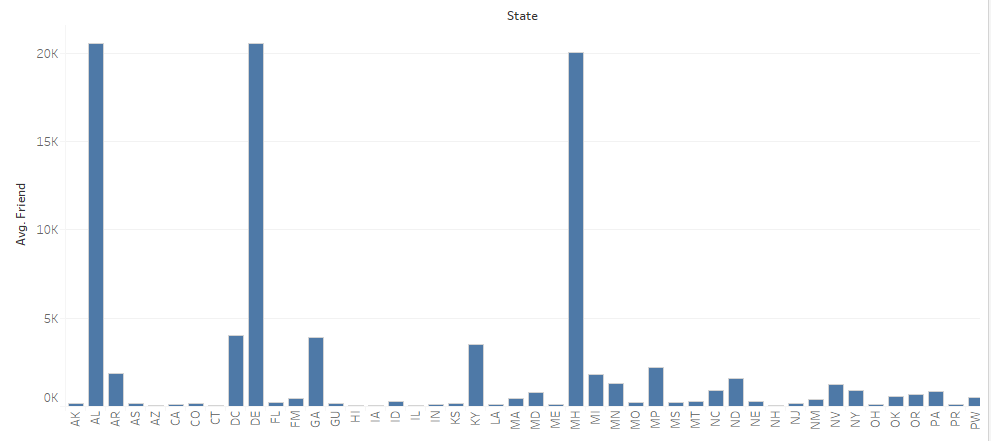 State
Avg. Friend
20K
15K
10K
5K
0K
AK AL AR AS AZ CA CO CT DC DE FL FM GA GU HI IA ID IL IN KS KY LA MA MD ME MH MI MN MO MP MS MT NC ND NE NH NJ NM NV NY OH OK OR PA PR PW